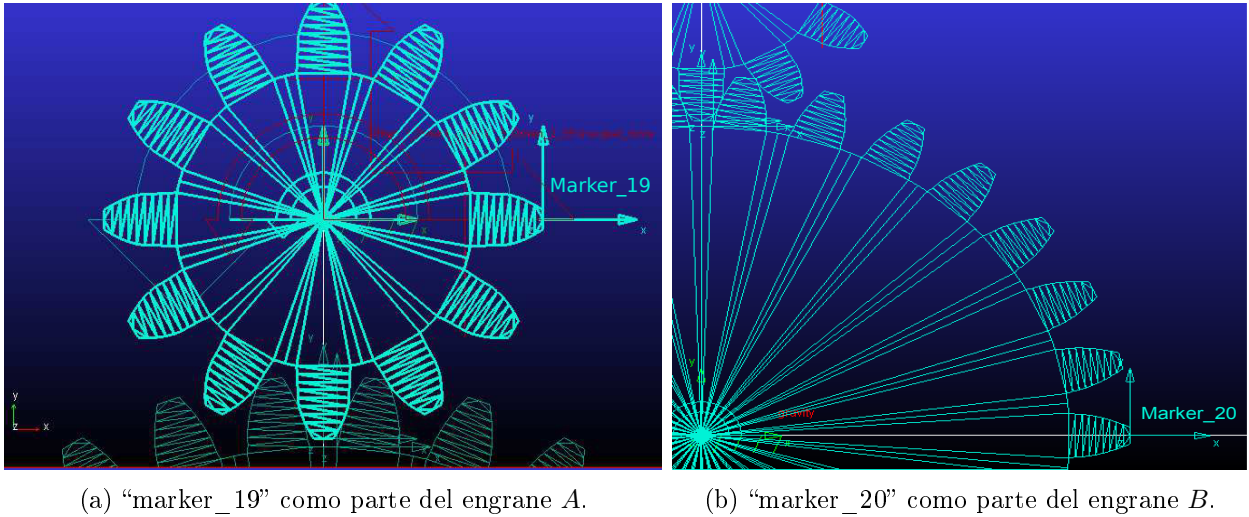 y
Marker_19
x
y
z x
Marker_20
x
(a) “marker_19” como parte del engrane A.
(b) “marker_20” como parte del engrane B.